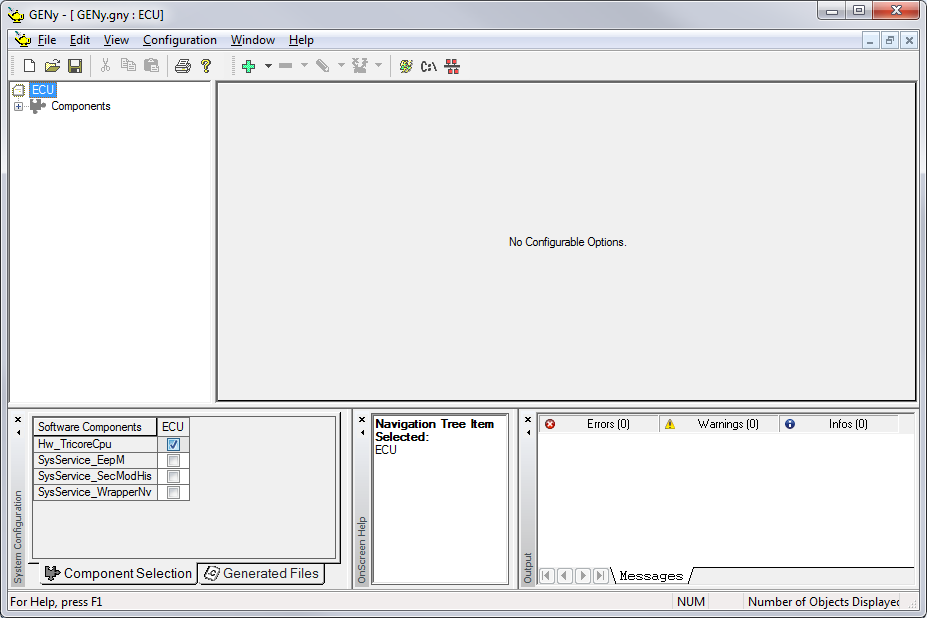 GENy - [ GENy.gny : ECU]
File Edit View Configuration Window Help
C:\
ECU
Components
No Configurable Options.
Software Components ECU
Hw_TricoreCpu
SysService_EepM
SysService_SecModHis
SysService_WrapperNv
System Configuration
Component Selection Generated Files
Navigation Tree Item
Selected:
ECU
OnScreen Help
Errors (0) Warnings (0) Infos (0)
Output
Messages
For Help, press F1 NUM Number of Objects Displayed